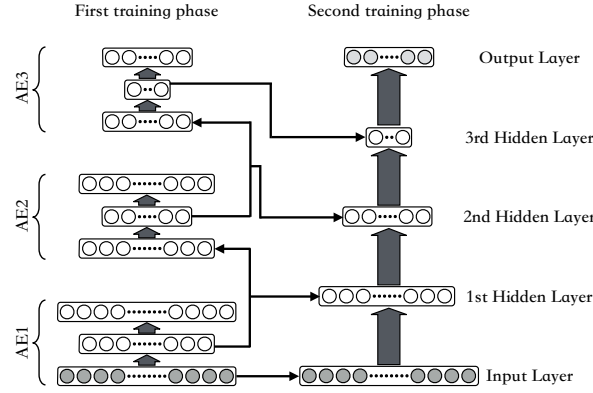 First training phase
Second training phase
AE3
Output Layer
3rd Hidden Layer
AE2
2nd Hidden Layer
1st Hidden Layer
AE1
Input Layer